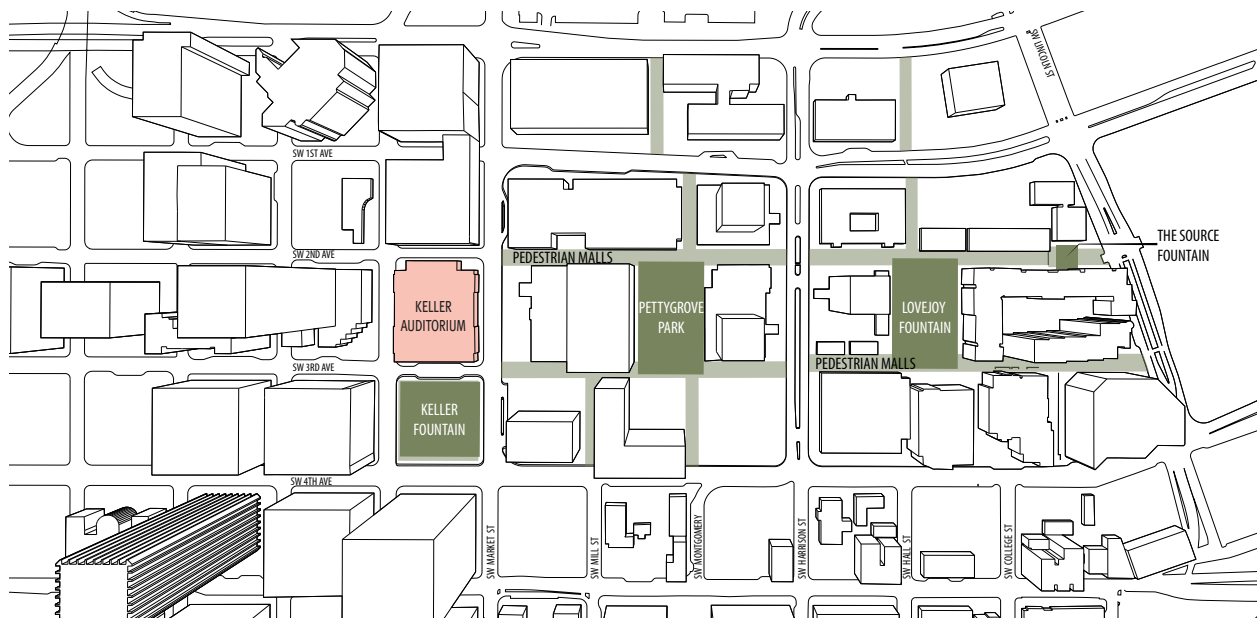 SW LINCOLN ST
SW 1ST AVE
THE SOURCE
FOUNTAIN
SW 2ND AVE
PEDESTRIAN MALLS
KELLER
AUDITORIUM
PETTYGROVE
PARK
LOVEJOY
FOUNTAIN
SW 3RD AVE
PEDESTRIAN MALLS
KELLER
FOUNTAIN
SW 4TH AVE
SW MARKET ST
SW MILL ST
SW MONTGOMERY
SW HARRISON ST
SW HALL ST
SW COLLEGE ST